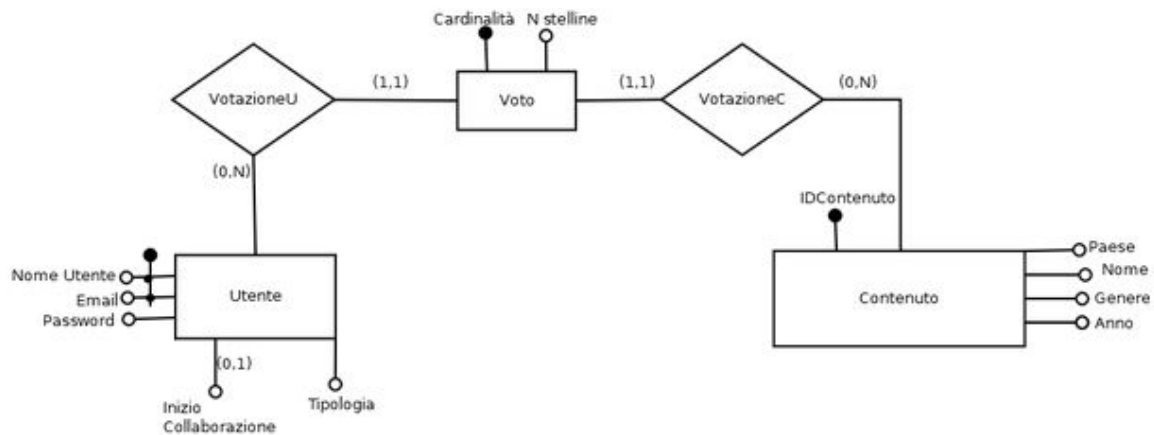 Cardinalità N stelline
VotazioneU
(1,1)
Voto
(1,1)
VotazioneC
(0,N)
(0,N)
IDContenuto
Nome Utente
Email
Password
Utente
Contenuto
Paese
Nome
Genere
Anno
(0,1)
Inizio
Collaborazione
Tipologia